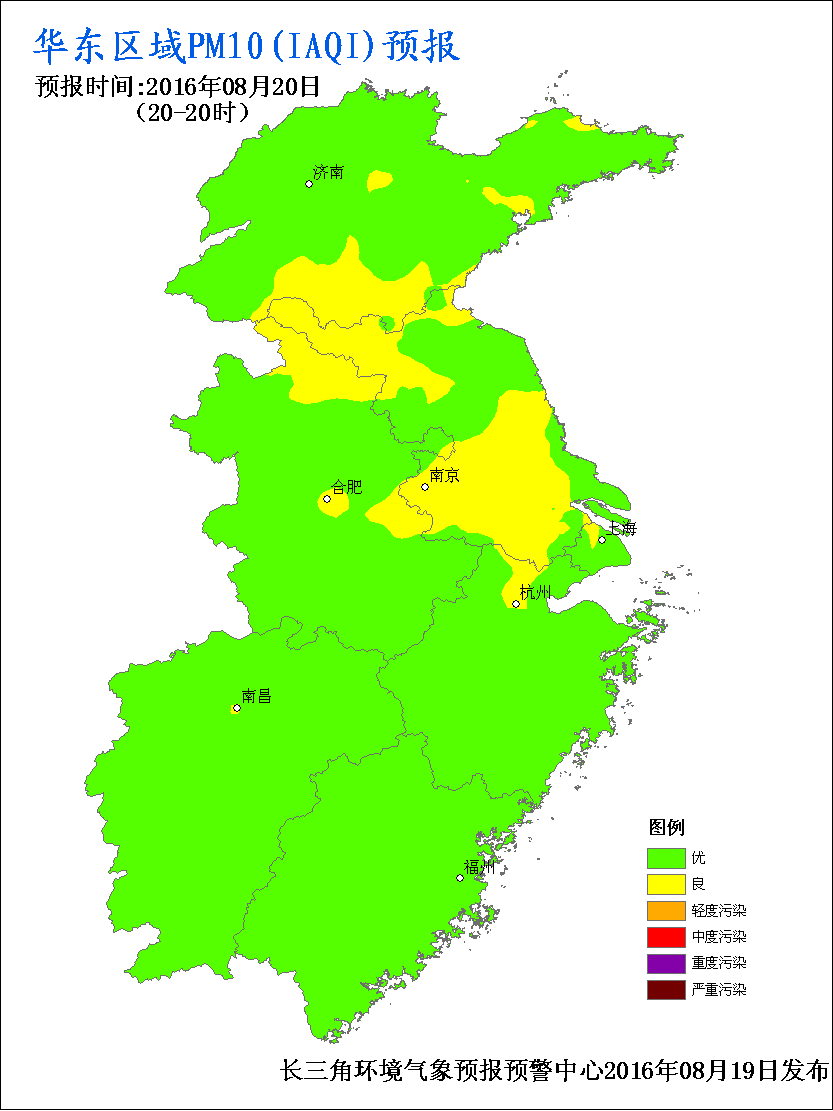 华东区域PM10(IAQI)预报
预报时间:2016年08月20日
（20-20时）
济南
南京
合肥
上海
杭州
南昌
福州
图例
优
良
轻度污染
中度污染
重度污染
严重污染
长三角环境气象预报预警中心2016年08月19日发布